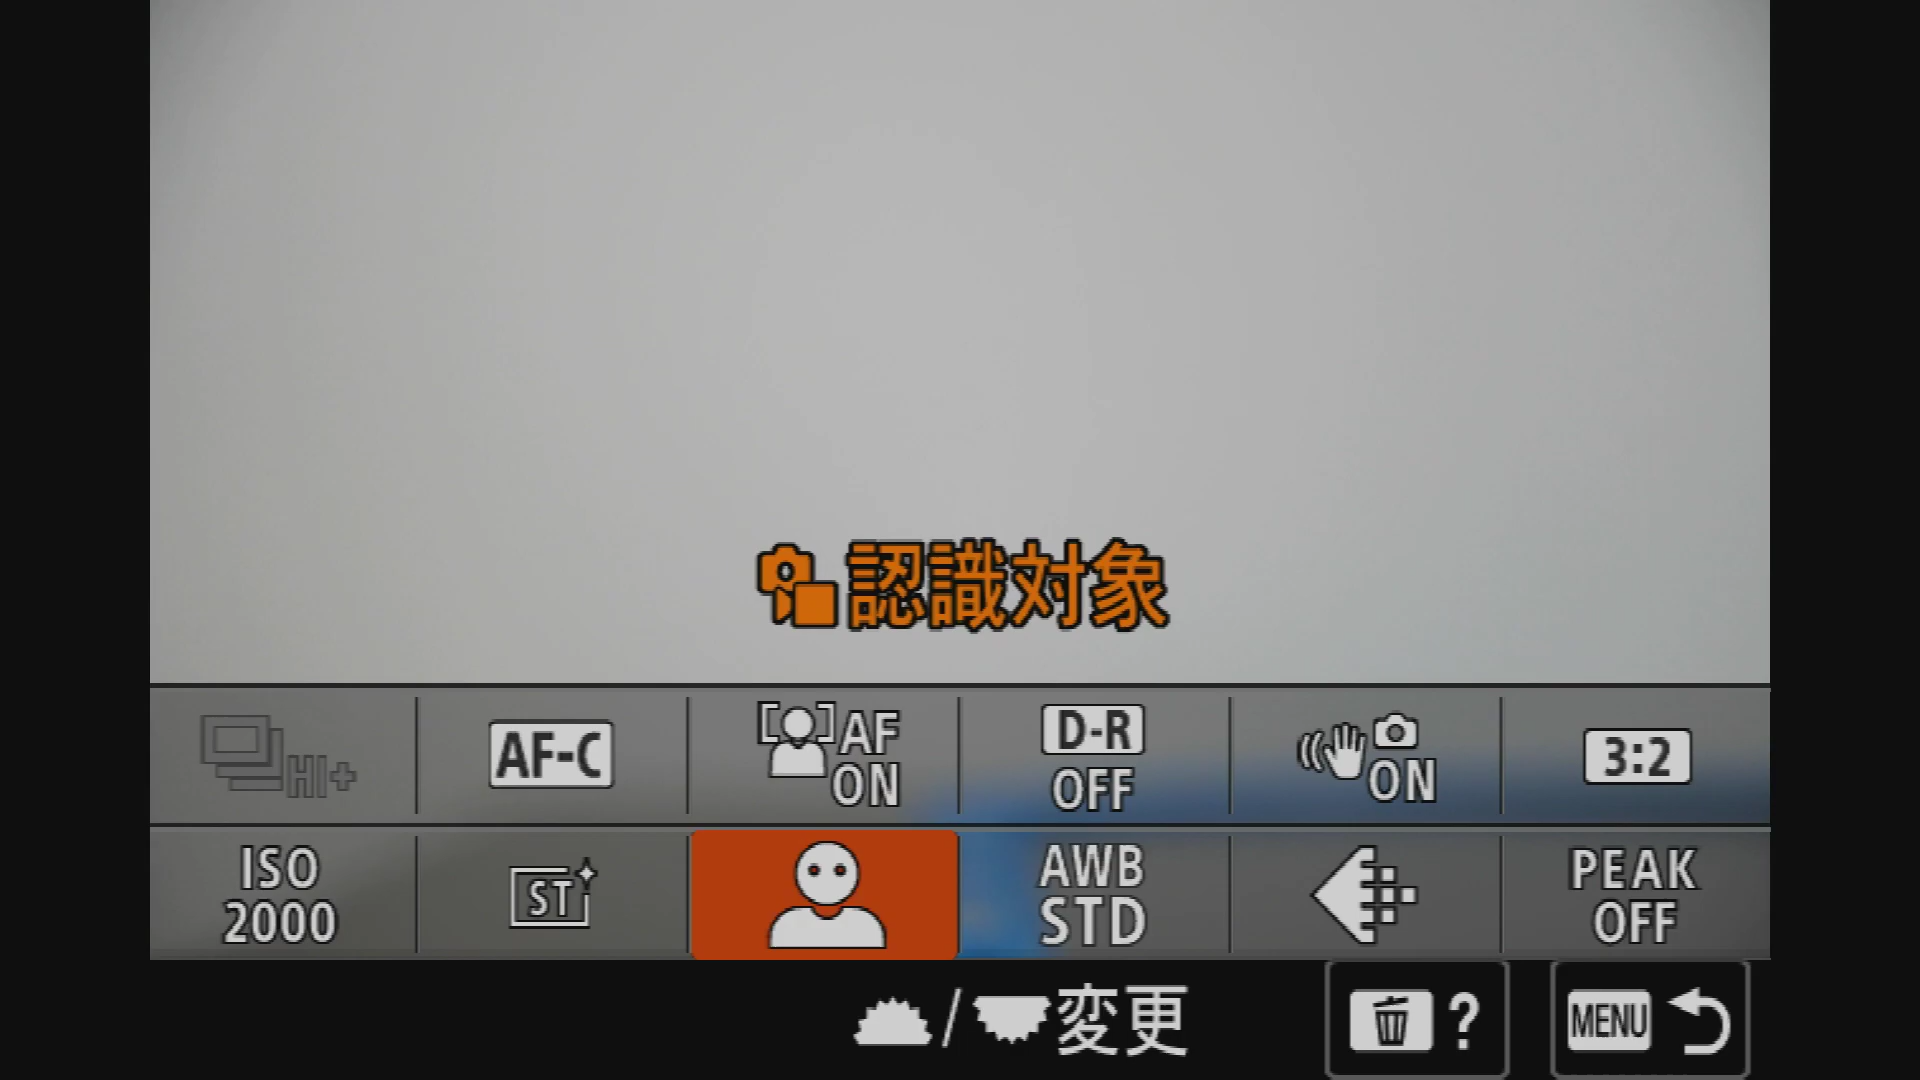 認識対象
HI+
AF-C
AF
ON
D-R
OFF
ON
3:2
ISO
2000
ST
AWB
STD
PEAK
OFF
/変更
?
MENU